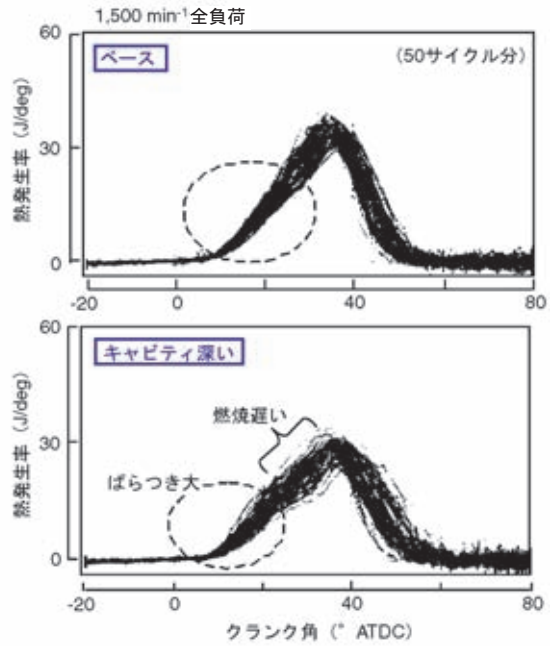 1,500 min-1全負荷
60
ベース
(50サイクル分)
熱発生率 (J/deg)
30
0
-20 0 40 80
60
キャビティ深い
燃焼遅い
熱発生率 (J/deg)
30
ばらつき大
0
-20 0 40 80
クランク角 (° ATDC)